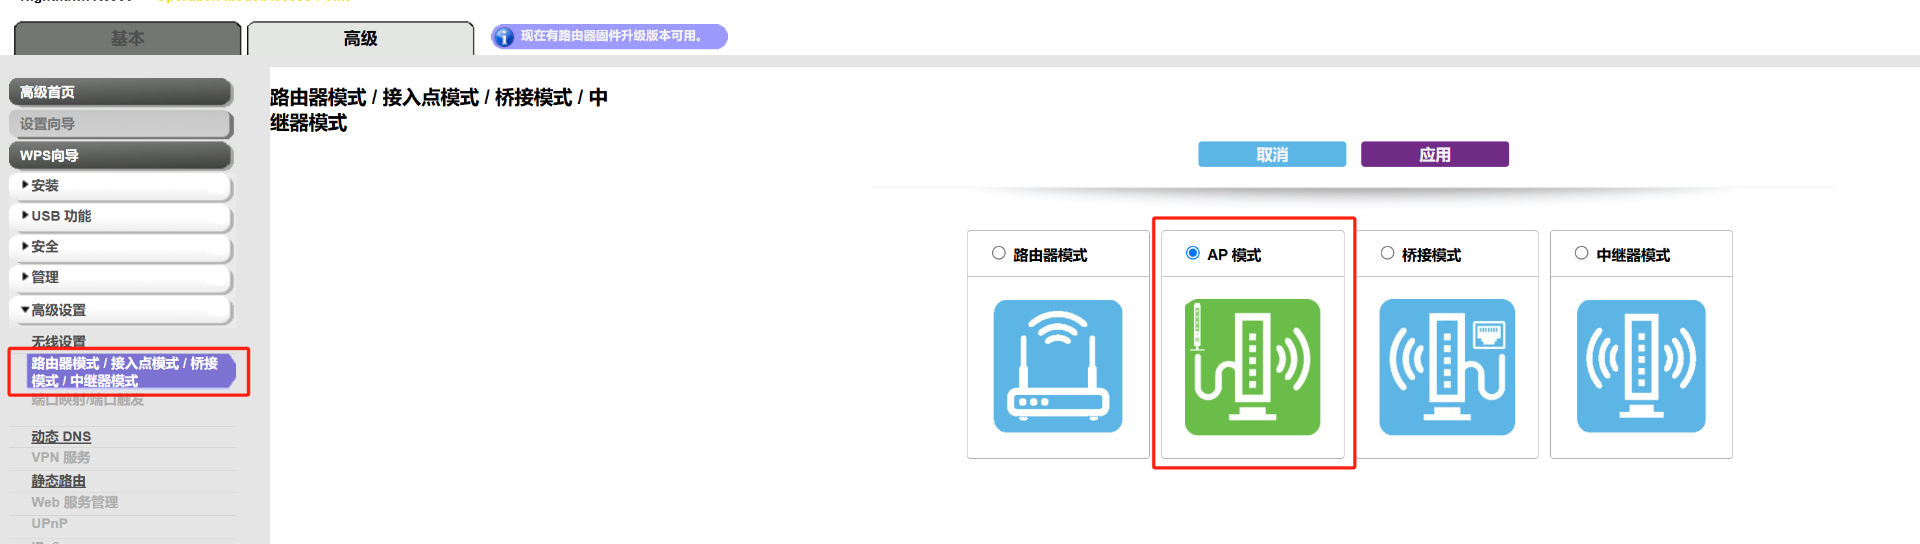 基本
高级
现在有路由器固件升级版本可用。
高级首页
设置向导
WPS向导
安装
USB 功能
安全
管理
高级设置
无线设置
路由器模式 / 接入点模式 / 桥接
模式 / 中继器模式
端口映射/端口触发
动态 DNS
VPN 服务
静态路由
Web 服务管理
UPnP
路由器模式 / 接入点模式 / 桥接模式 / 中
继器模式
取消
应用
路由器模式
AP 模式
桥接模式
中继器模式